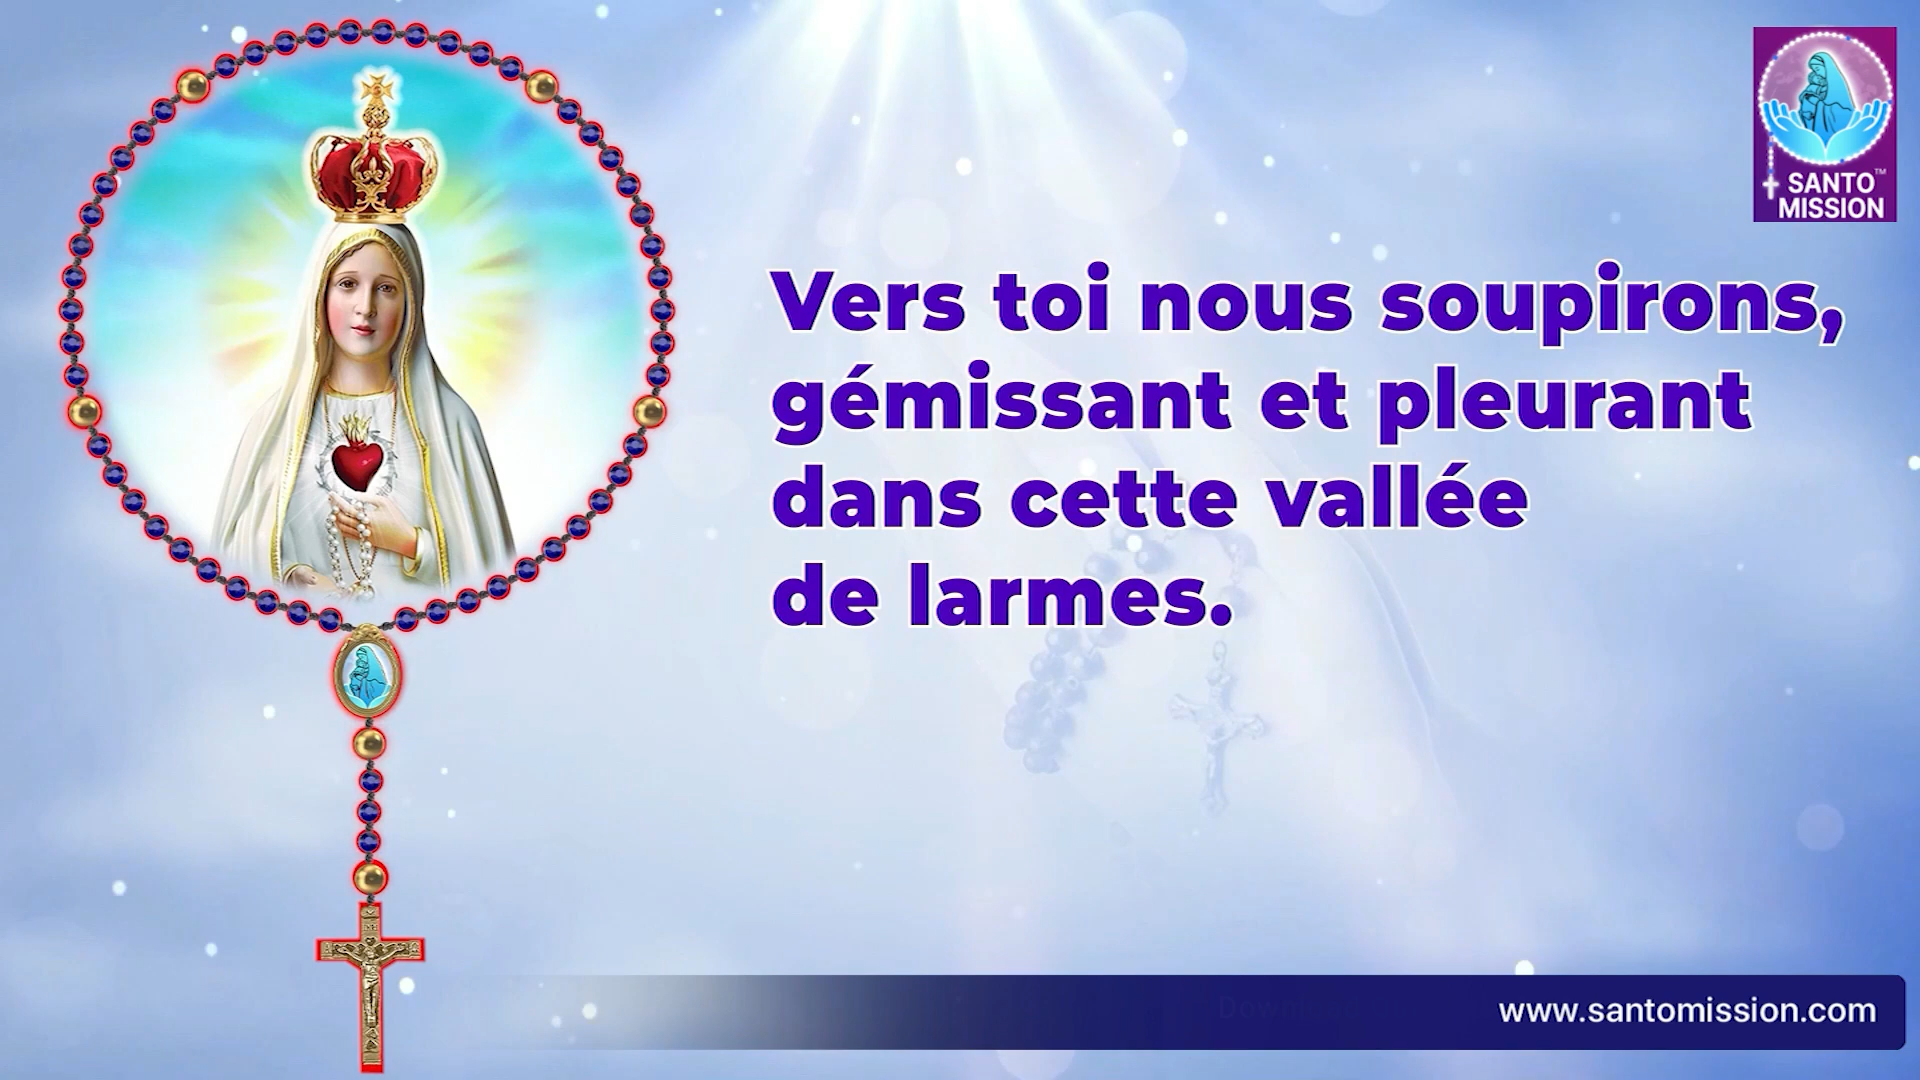 SANTO™
MISSION
Vers toi nous soupirons,
gémissant et pleurant
dans cette vallée
de larmes.
www.santomission.com